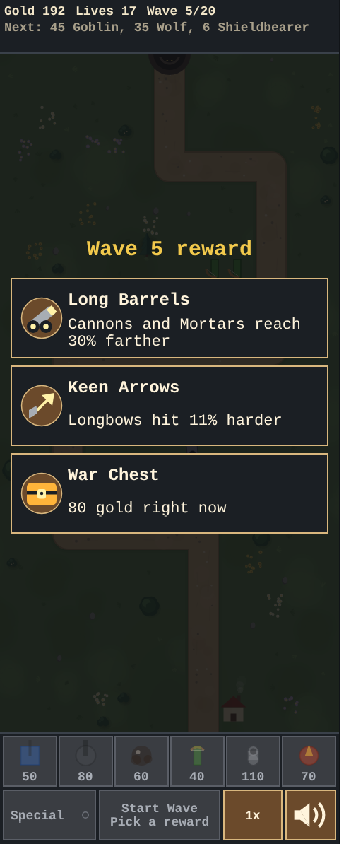 Gold 192 Lives 17 Wave 5/20
Next: 45 Goblin, 35 Wolf, 6 Shieldbearer
Wave 5 reward
Long Barrels
Cannons and Mortars reach
30% farther
Keen Arrows
Longbows hit 11% harder
War Chest
80 gold right now
50 80 60 40 110 70
Special
Start Wave
Pick a reward
1x